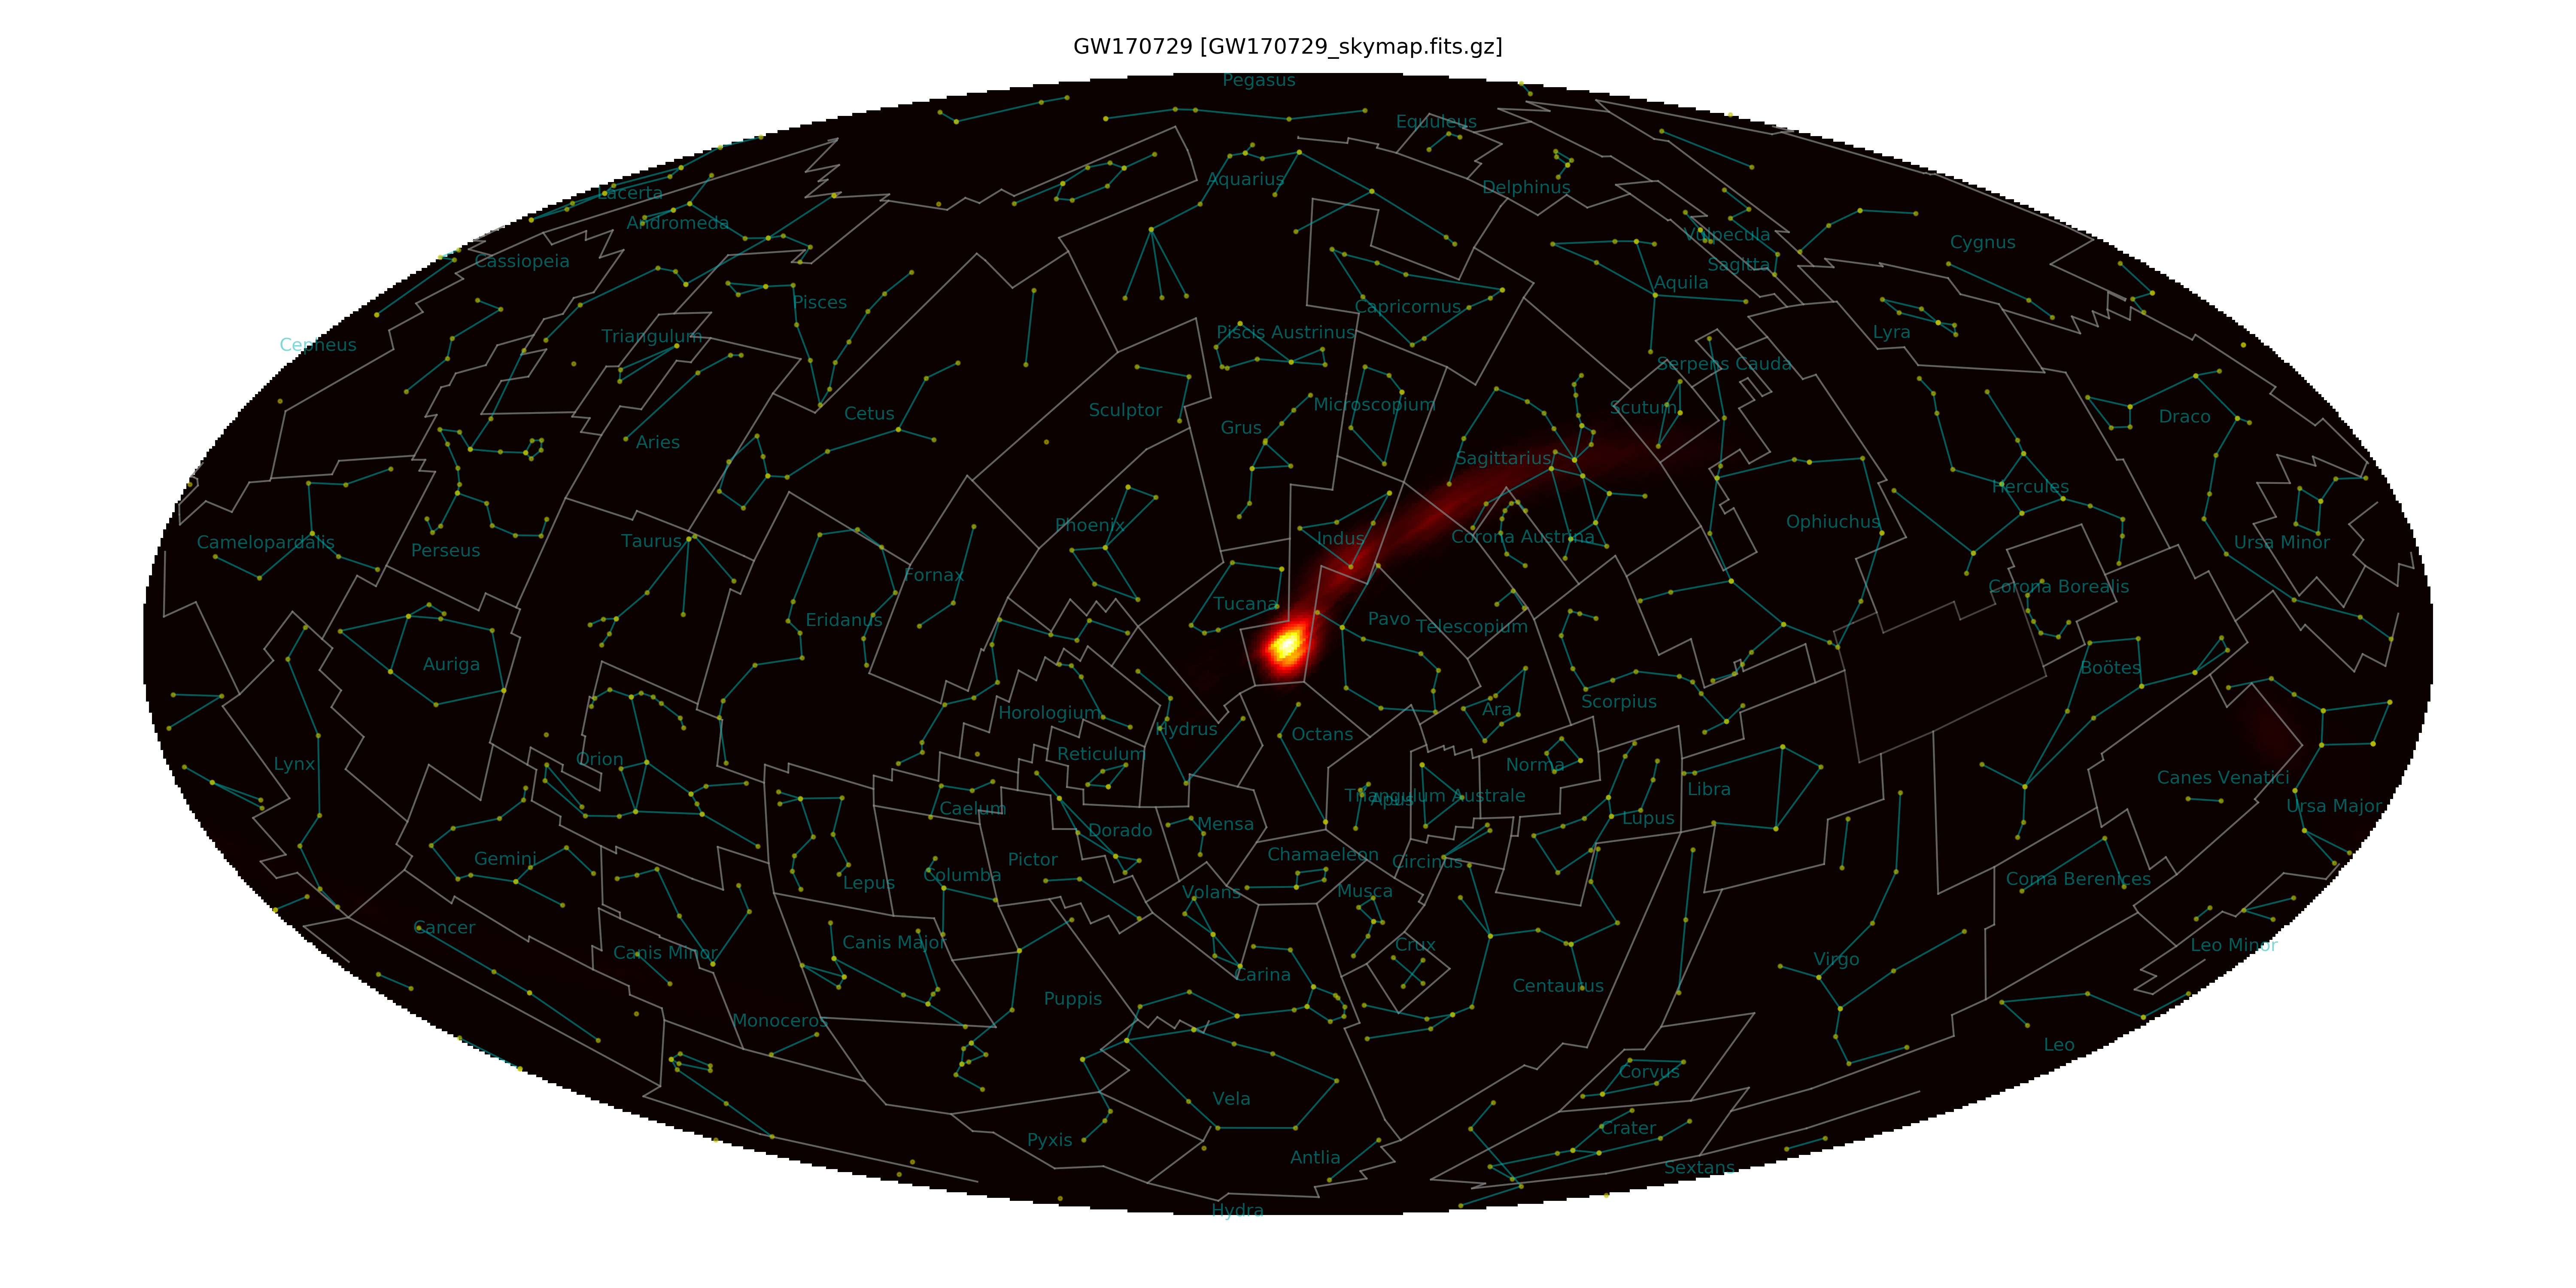 GW170729 [GW170729_skymap.fits.gz]
Pegasus
Equuleus
Aquarius
Delphinus
Lacerta
Andromeda
Vulpecula
Cygnus
Cassiopeia
Sagitta
Aquila
Pisces
Capricornus
Triangulum
Piscis Austrinus
Lyra
Cepheus
Serpens Cauda
Microscopium
Scutum
Sculptor
Cetus
Draco
Grus
Aries
Sagittarius
Hercules
Phoenix
Ophiuchus
Indus
Corona Austrina
Camelopardalis
Taurus
Ursa Minor
Perseus
Fornax
Corona Borealis
Tucana
Eridanus
Pavo
Telescopium
Auriga
Boötes
Scorpius
Horologium
Ara
Hydrus
Octans
Reticulum
Orion
Lynx
Norma
Canes Venatici
Libra
Triangulum Australe
Apus
Caelum
Ursa Major
Mensa
Dorado
Lupus
Gemini
Pictor
Chamaeleon
Circinus
Lepus
Columba
Volans
Musca
Coma Berenices
Cancer
Canis Major
Crux
Leo Minor
Canis Minor
Carina
Virgo
Puppis
Centaurus
Monoceros
Leo
Corvus
Vela
Crater
Pyxis
Antlia
Sextans
Hydra